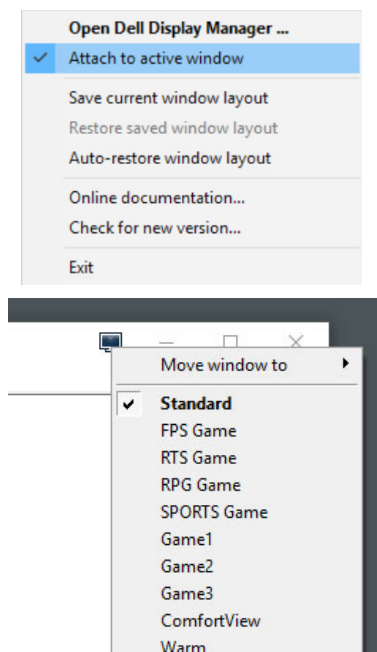 Open Dell Display Manager ...
Attach to active window
Save current window layout
Restore saved window layout
Auto-restore window layout
Online documentation...
Check for new version...
Exit
Move window to
Standard
FPS Game
RTS Game
RPG Game
SPORTS Game
Game1
Game2
Game3
ComfortView
Warm